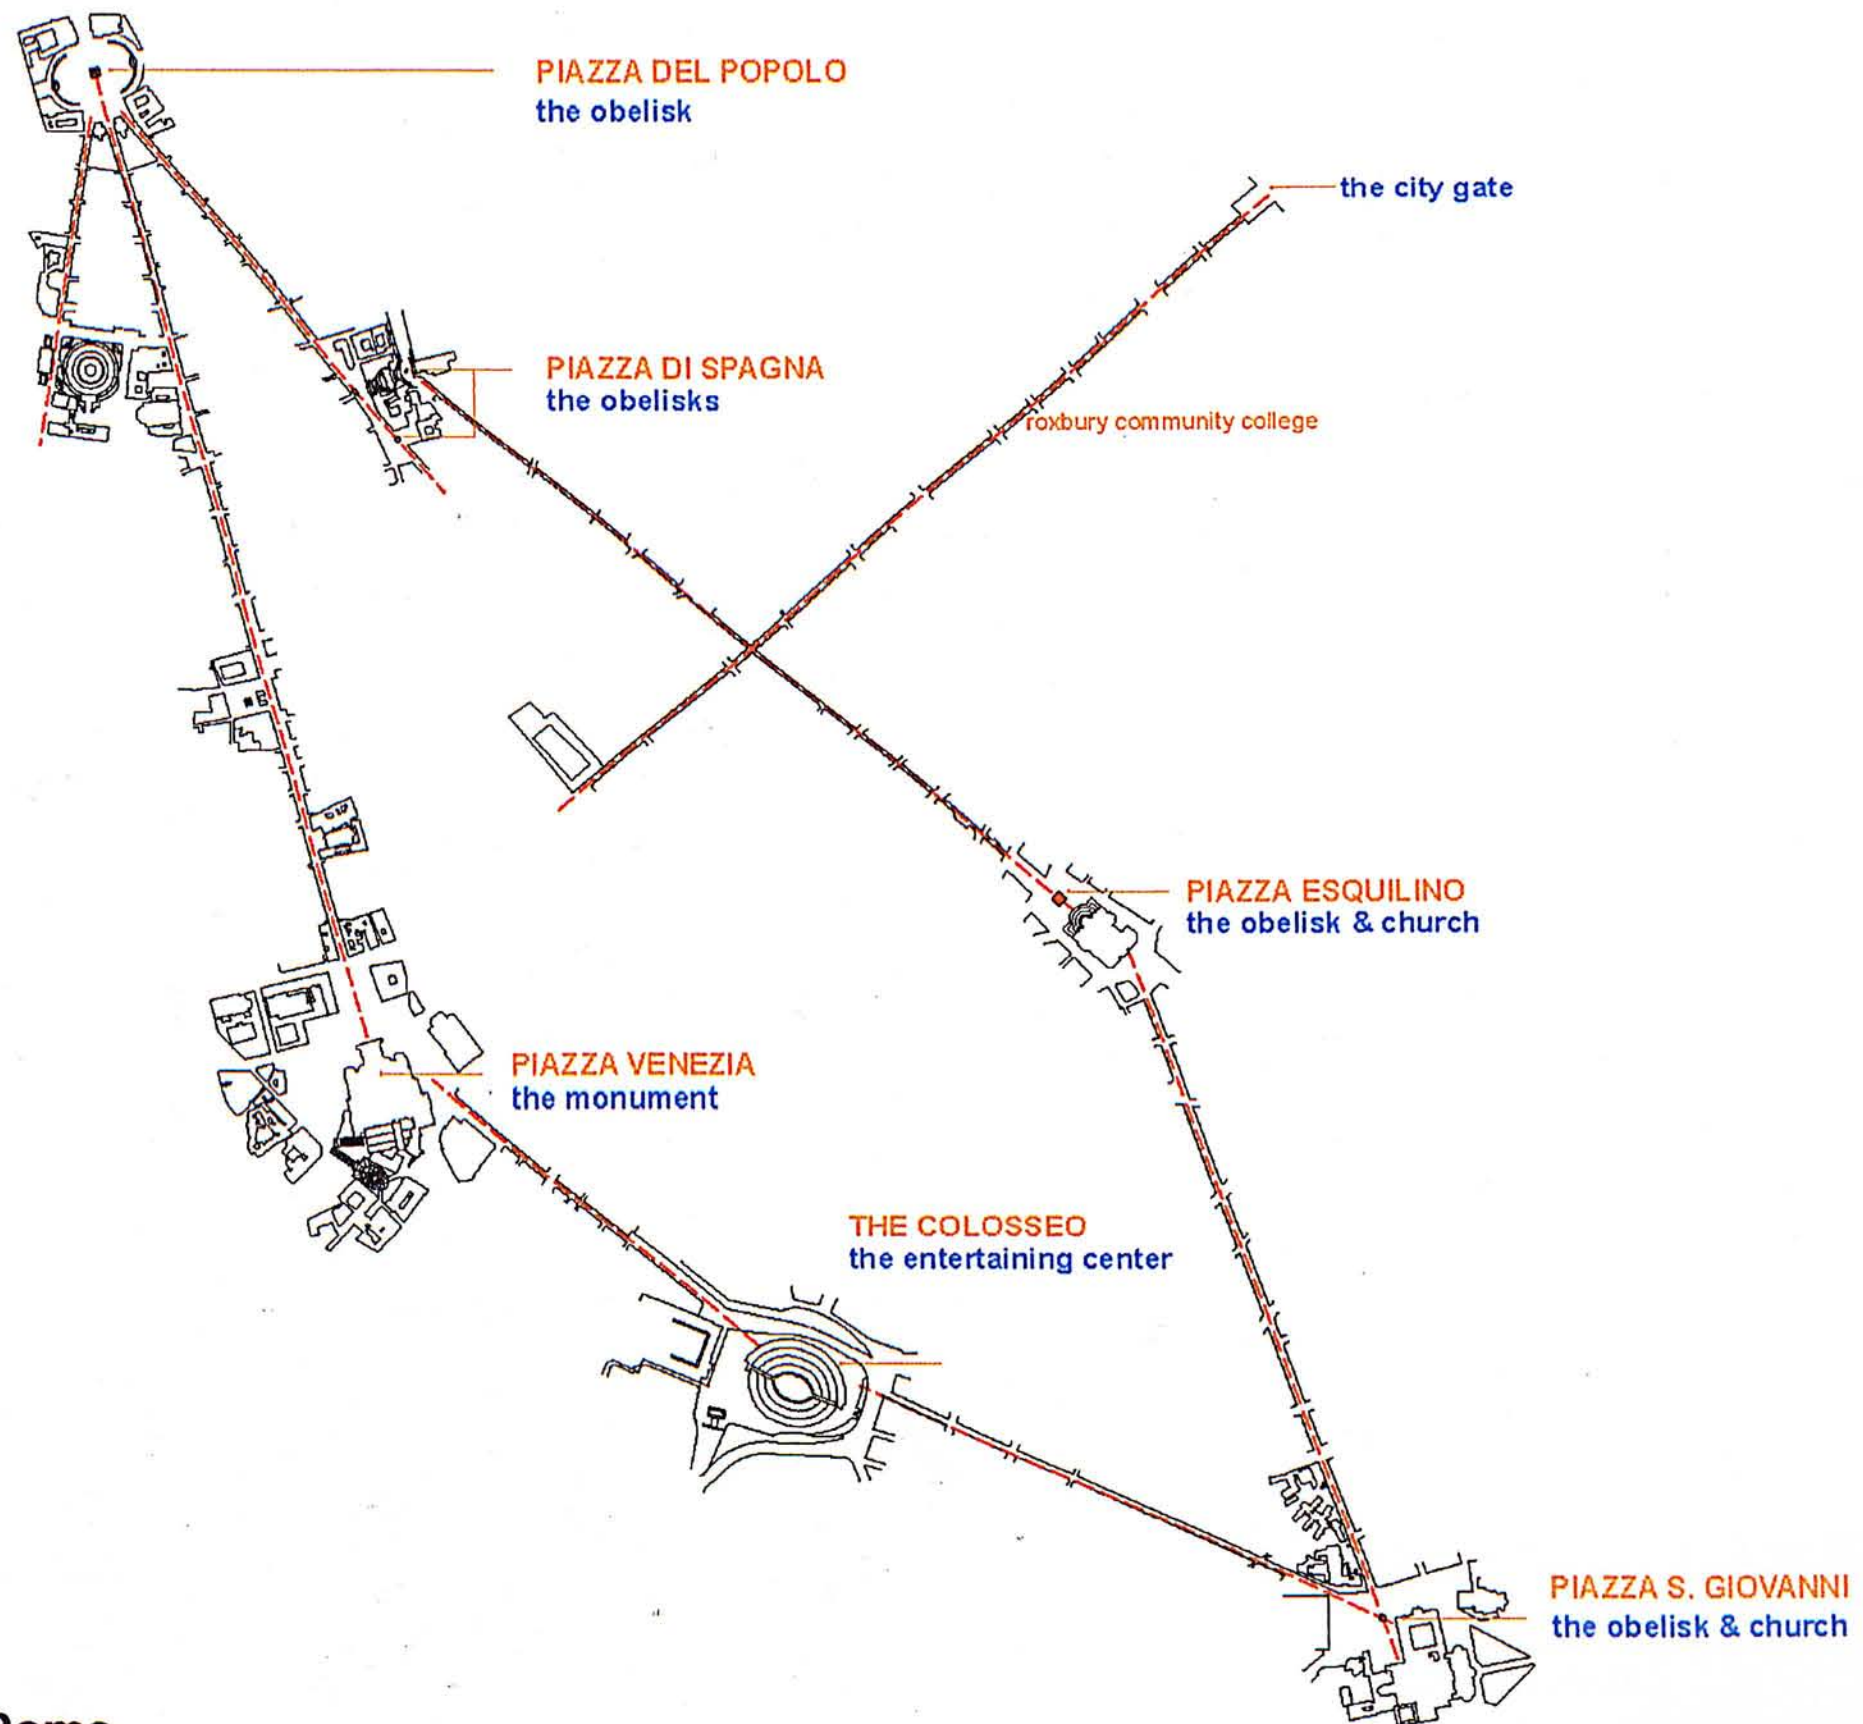 PIAZZA DEL POPOLO
the obelisk
the city gate
PIAZZA DI SPAGNA
the obelisks
roxbury community college
PIAZZA ESQUILINO
the obelisk & church
PIAZZA VENEZIA
the monument
THE COLOSSEO
the entertaining center
PIAZZA S. GIOVANNI
the obelisk & church